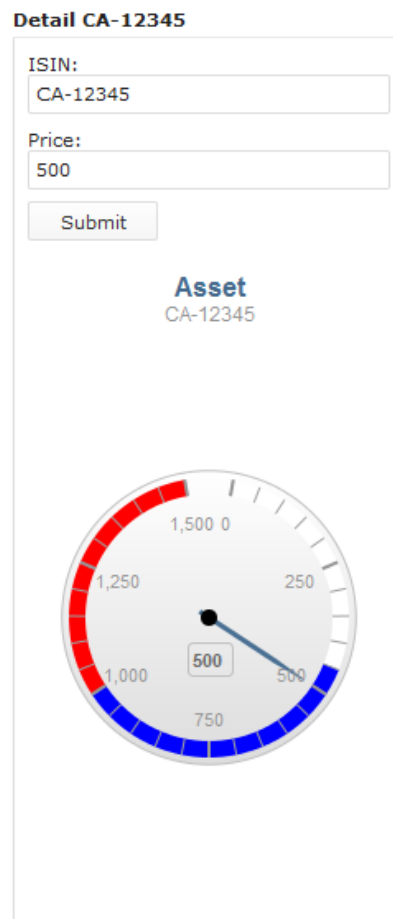 Detail CA-12345
ISIN:
CA-12345
Price:
500
Submit
Asset
CA-12345
1,500 0
1,250 250
500
1,000 500
750